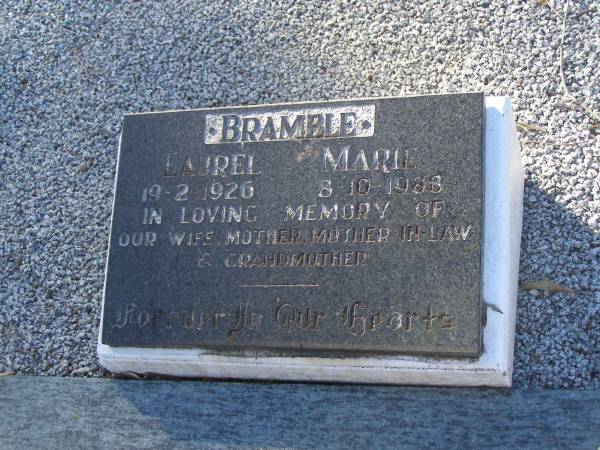 BRAMBLE
LAUREL MARIE
19-2-1926 8-10-1988
IN LOVING MEMORY OF
OUR WIFE, MOTHER, MOTHER-IN-LAW
& GRANDMOTHER
Forever In Our Hearts